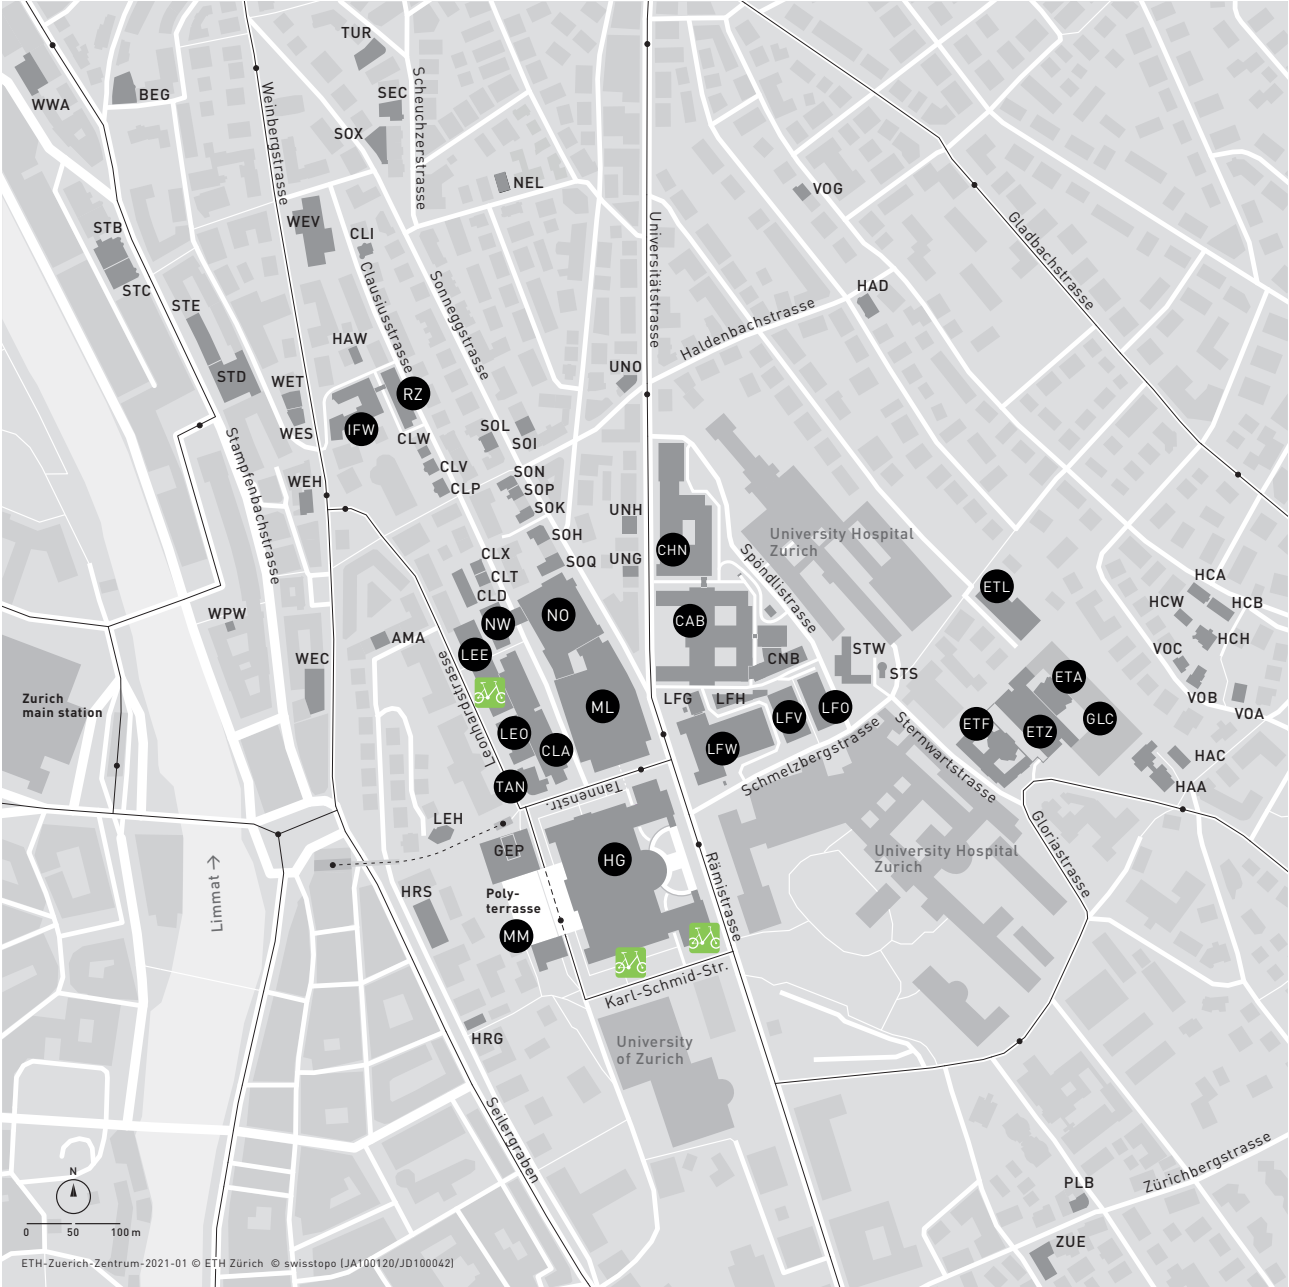 TUR
SEC
BEG
WWA
SOX
Weinbergstrasse
Scheuchzerstrasse
NEL
VOG
WEV
STB
CLI
Universitätstrasse
Gladbachstrasse
STC
STE
Clausiusstrasse
Sonneggstrasse
HAD
Haldenbachstrasse
HAW
STD
WET
UNO
RZ
WES
IFW
CLW
SOL
SOI
Stampfenbachstrasse
CLV
SON
CLP
SOP
WEH
SOK
UNH
SOH
University Hospital
Zurich
CHN
CLX
SOQ
UNG
CLT
Spöndlistrasse
CLD
ETL
HCA
HCW
HCB
WPW
NW
NO
CAB
AMA
HCH
LEE
CNB
STW
VOC
WEC
STS
ETA
Leonhardstrasse
LFG
LFH
VOB
Zurich
main station
ML
LFV
LFO
VOA
LEO
CLA
LFW
ETF
ETZ
GLC
Schmelzbergstrasse
Sternwartstrasse
HAC
TAN
HAA
Tannenstr.
LEH
GEP
HG
Gloriastrasse
University Hospital
Zurich
Limmat
Rämistrasse
HRS
Poly-
terrasse
MM
Karl-Schmid-Str.
HRG
University
of Zurich
Seilergraben
Zürichbergstrasse
PLB
ZUE
N
0 50 100 m
ETH-Zuerich-Zentrum-2021-01 © ETH Zürich © swisstopo (JA100120/JD100042)